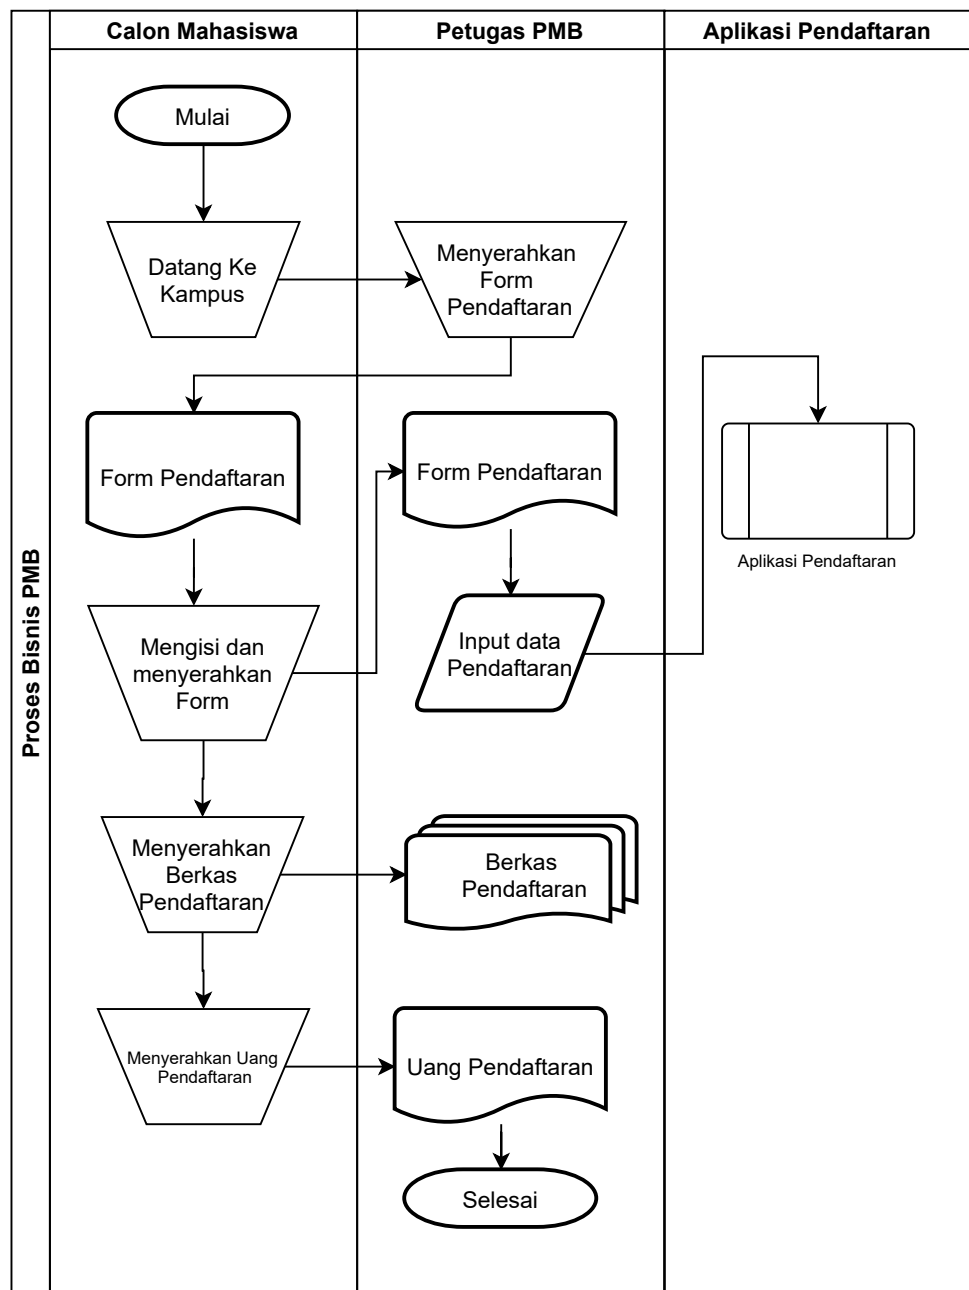 Calon Mahasiswa
Petugas PMB
Aplikasi Pendaftaran
Proses Bisnis PMB
Mulai
Datang Ke
Kampus
Menyerahkan
Form
Pendaftaran
Form Pendaftaran
Form Pendaftaran
Aplikasi Pendaftaran
Mengisi dan
menyerahkan
Form
Input data
Pendaftaran
Menyerahkan
Berkas
Pendaftaran
Berkas
Pendaftaran
Menyerahkan Uang
Pendaftaran
Uang Pendaftaran
Selesai